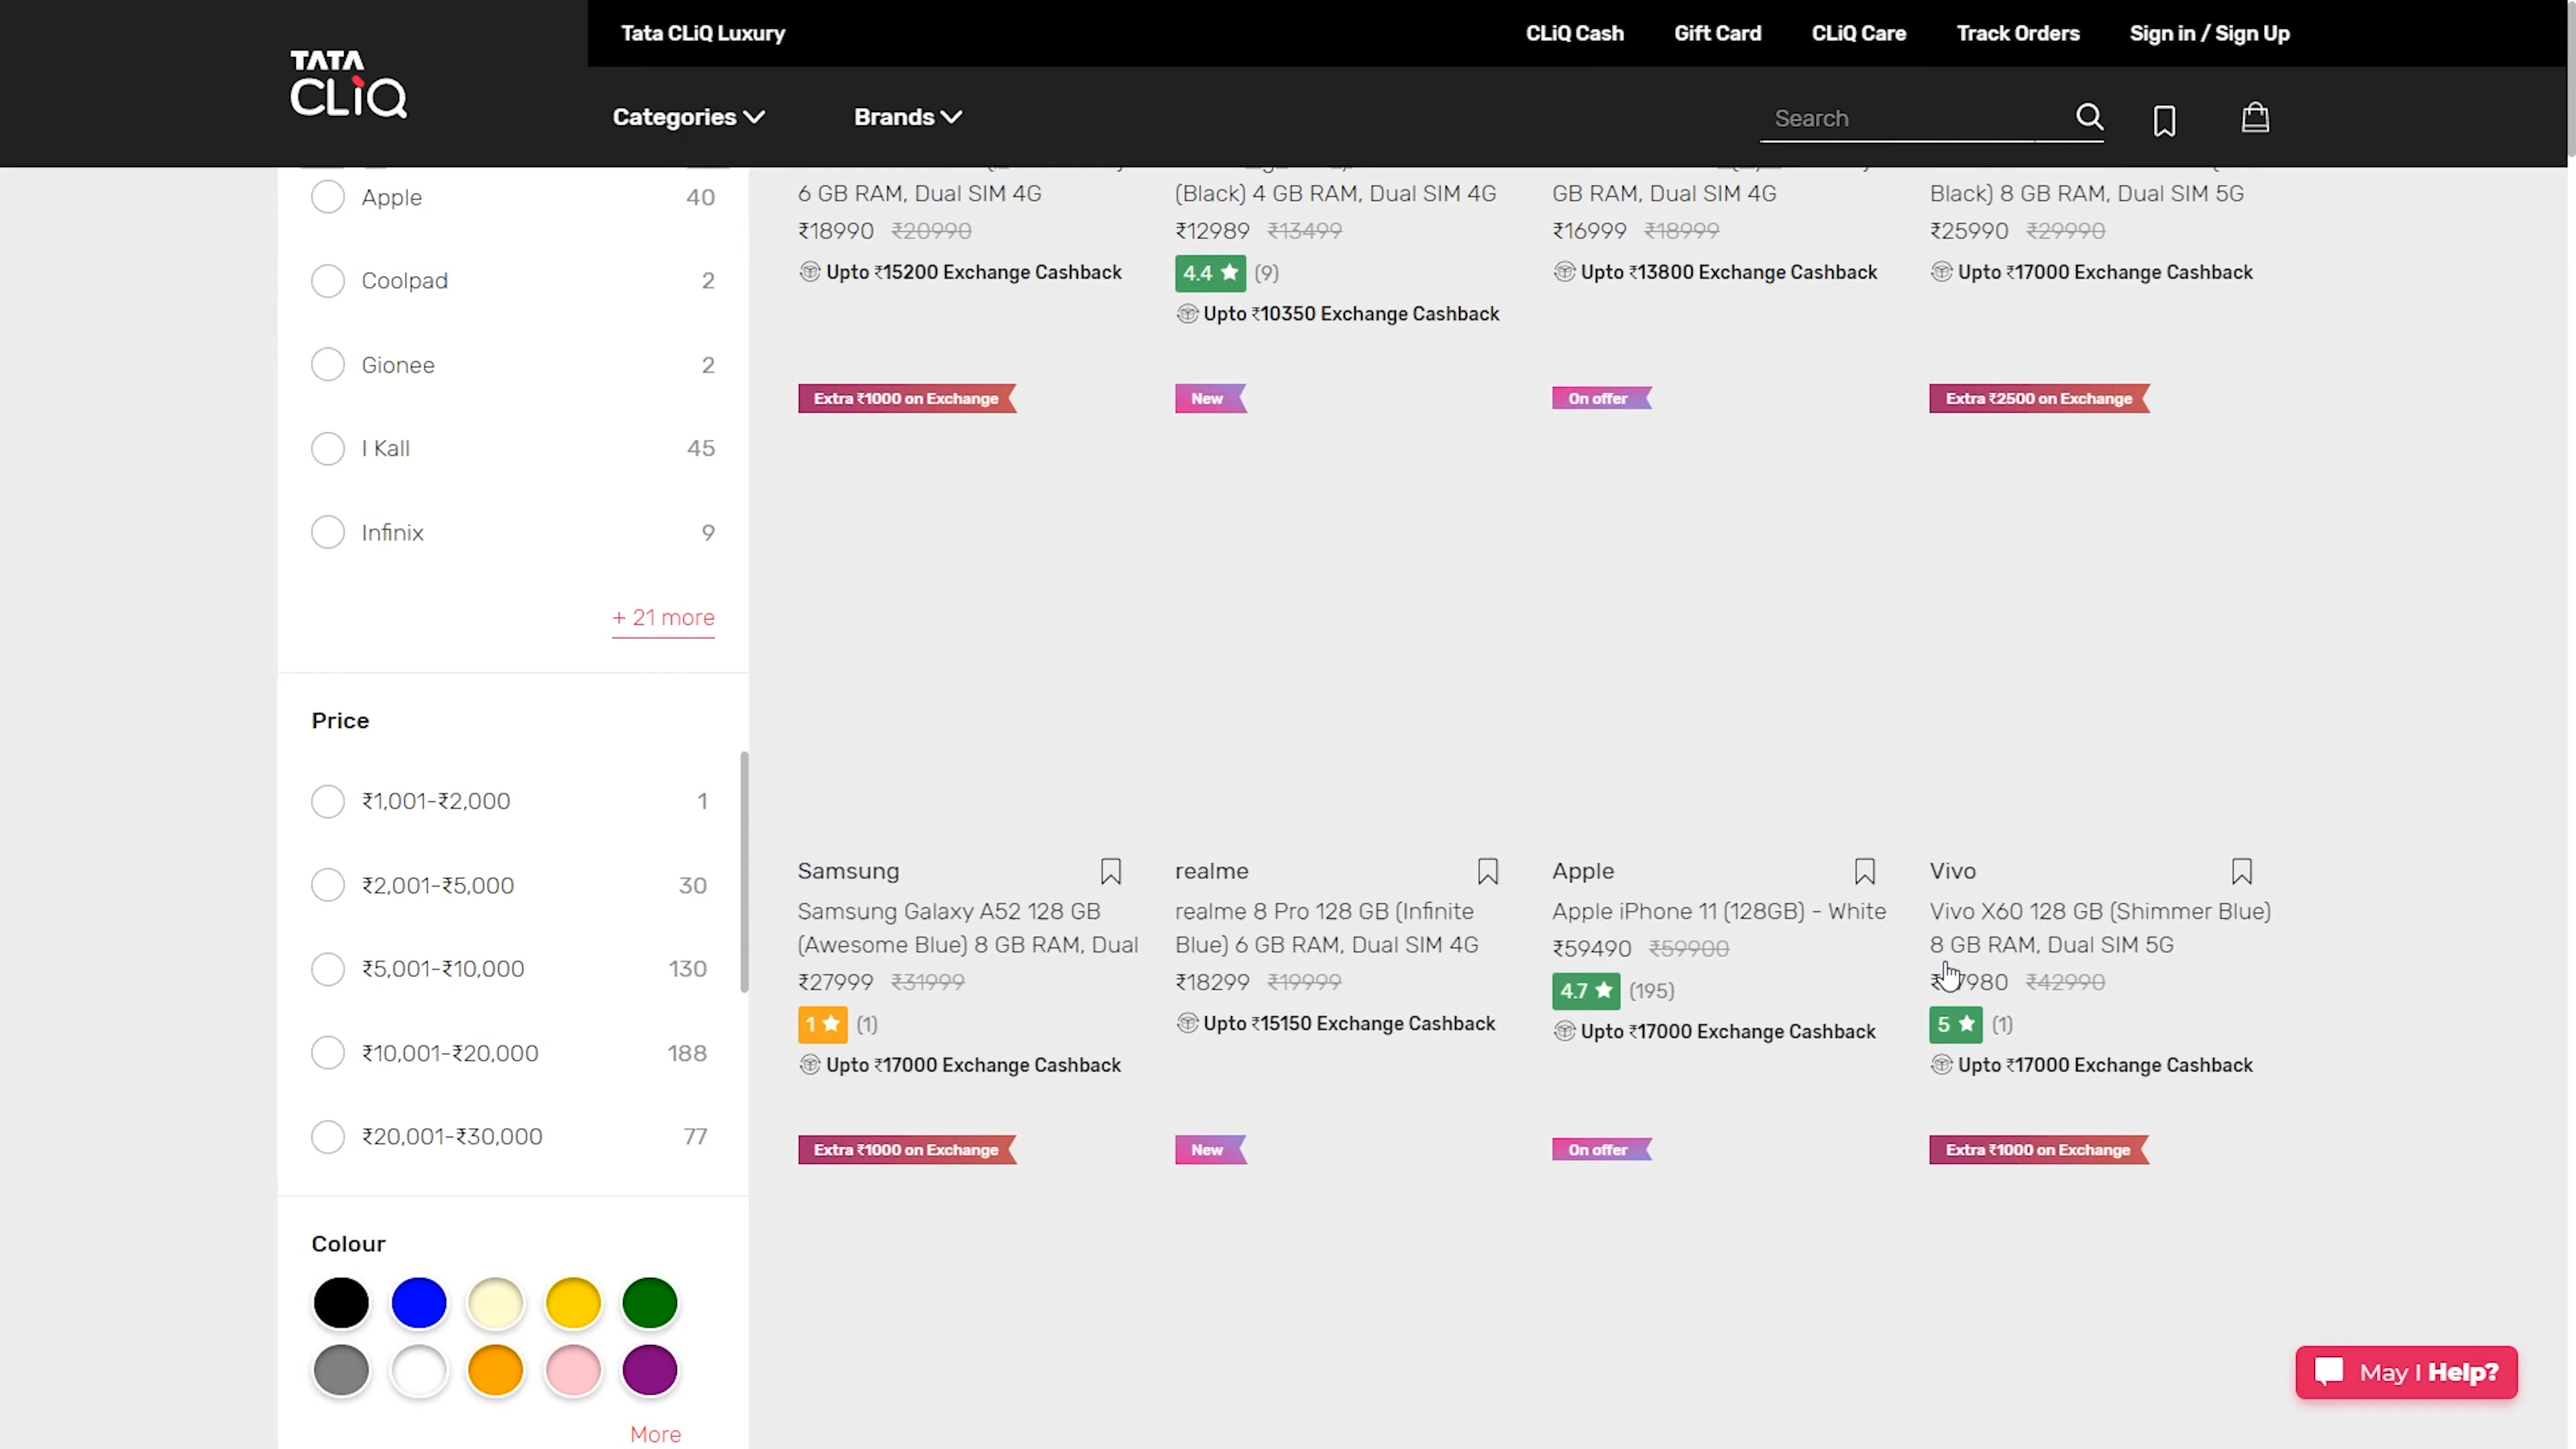 Tata CLiQ Luxury
CLiQ Cash
Gift Card
CLiQ Care
Track Orders
Sign in / Sign Up
TATA
CLiQ
Categories
Brands
Search
Apple 40
Coolpad 2
Gionee 2
I Kall 45
Infinix 9
+ 21 more
Price
₹1,001-₹2,000 1
₹2,001-₹5,000 30
₹5,001-₹10,000 130
₹10,001-₹20,000 188
₹20,001-₹30,000 77
Colour
More
6 GB RAM, Dual SIM 4G
₹18990 ₹20990
Upto ₹15200 Exchange Cashback
(Black) 4 GB RAM, Dual SIM 4G
₹12989 ₹13499
4.4 (9)
Upto ₹10350 Exchange Cashback
GB RAM, Dual SIM 4G
₹16999 ₹18999
Upto ₹13800 Exchange Cashback
Black) 8 GB RAM, Dual SIM 5G
₹25990 ₹29990
Upto ₹17000 Exchange Cashback
Extra ₹1000 on Exchange
New
On offer
Extra ₹2500 on Exchange
Samsung
Samsung Galaxy A52 128 GB
(Awesome Blue) 8 GB RAM, Dual
₹27999 ₹31999
1 (1)
Upto ₹17000 Exchange Cashback
realme
realme 8 Pro 128 GB (Infinite
Blue) 6 GB RAM, Dual SIM 4G
₹18299 ₹19999
Upto ₹15150 Exchange Cashback
Apple
Apple iPhone 11 (128GB) - White
₹59490 ₹59900
4.7 (195)
Upto ₹17000 Exchange Cashback
Vivo
Vivo X60 128 GB (Shimmer Blue)
8 GB RAM, Dual SIM 5G
₹42990
5 (1)
Upto ₹17000 Exchange Cashback
Extra ₹1000 on Exchange
New
On offer
Extra ₹1000 on Exchange
May I Help?